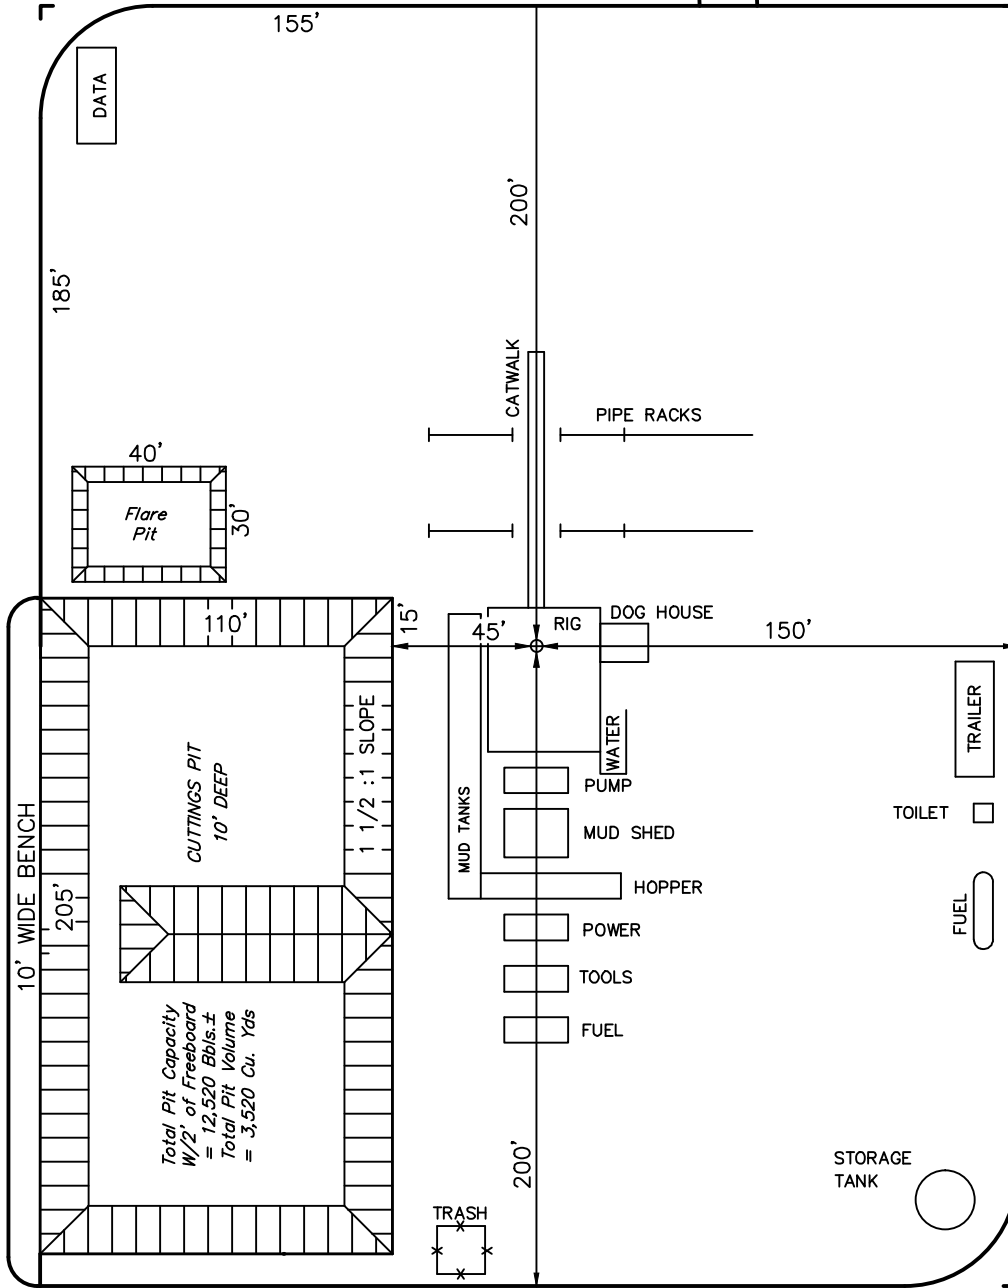 155'
DATA
200'
185'
CATWALK
PIPE RACKS
40'
Flare
Pit
30'
110'
15'
45'
RIG
DOG HOUSE
150'
TRAILER
1 1/2 :1 SLOPE
CUTTINGS PIT
10' DEEP
WATER
PUMP
MUD TANKS
MUD SHED
TOILET
10' WIDE BENCH
205'
HOPPER
FUEL
POWER
TOOLS
FUEL
Total Pit Capacity
W/2' of Freeboard
= 12,520 Bbls.±
Total Pit Volume
= 3,520 Cu. Yds
200'
STORAGE
TANK
TRASH